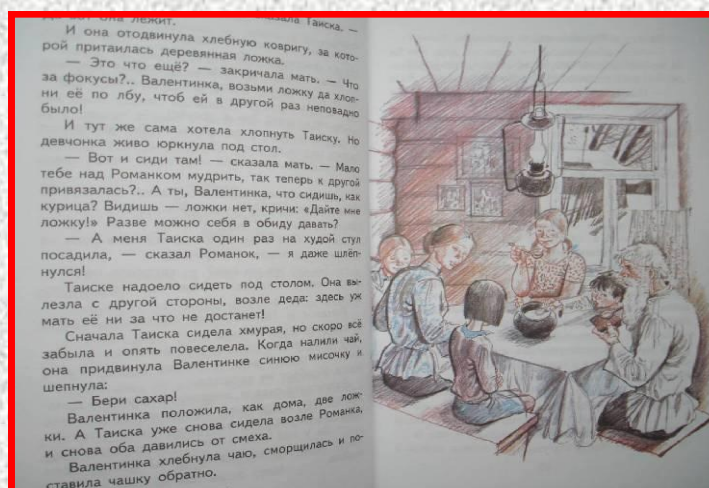 она лежит. сказала Таиска. —
И она отодвинула хлебную ковригу, за кото-
рой притаилась деревянная ложка.
— Это что ещё? — закричала мать. — Что
за фокусы?.. Валентинка, возьми ложку да хлоп-
ни её по лбу, чтоб ей в другой раз неповадно
было!
И тут же сама хотела хлопнуть Таиску. Но
девчонка живо юркнула под стол.
— Вот и сиди там! — сказала мать. — Мало
тебе над Романком мудрить, так теперь к другой
привязалась?.. А ты, Валентинка, что сидишь, как
курица? Видишь — ложки нет, кричи: «Дайте мне
ложку!» Разве можно себя в обиду давать?
— А меня Таиска один раз на худой стул
посадила, — сказал Романок, — я даже шлёп-
нулся!
Таиске надоело сидеть под столом. Она вы-
лезла с другой стороны, возле деда: здесь уж
мать её ни за что не достанет!
Сначала Таиска сидела хмурая, но скоро всё
забыла и опять повеселела. Когда налили чай,
она придвинула Валентинке синюю мисочку и
шепнула:
— Бери сахар!
Валентинка положила, как дома, две лож-
ки. А Таиска уже снова сидела возле Романка,
и снова оба давились от смеха.
Валентинка хлебнула чаю, сморщилась и по-
ставила чашку обратно.